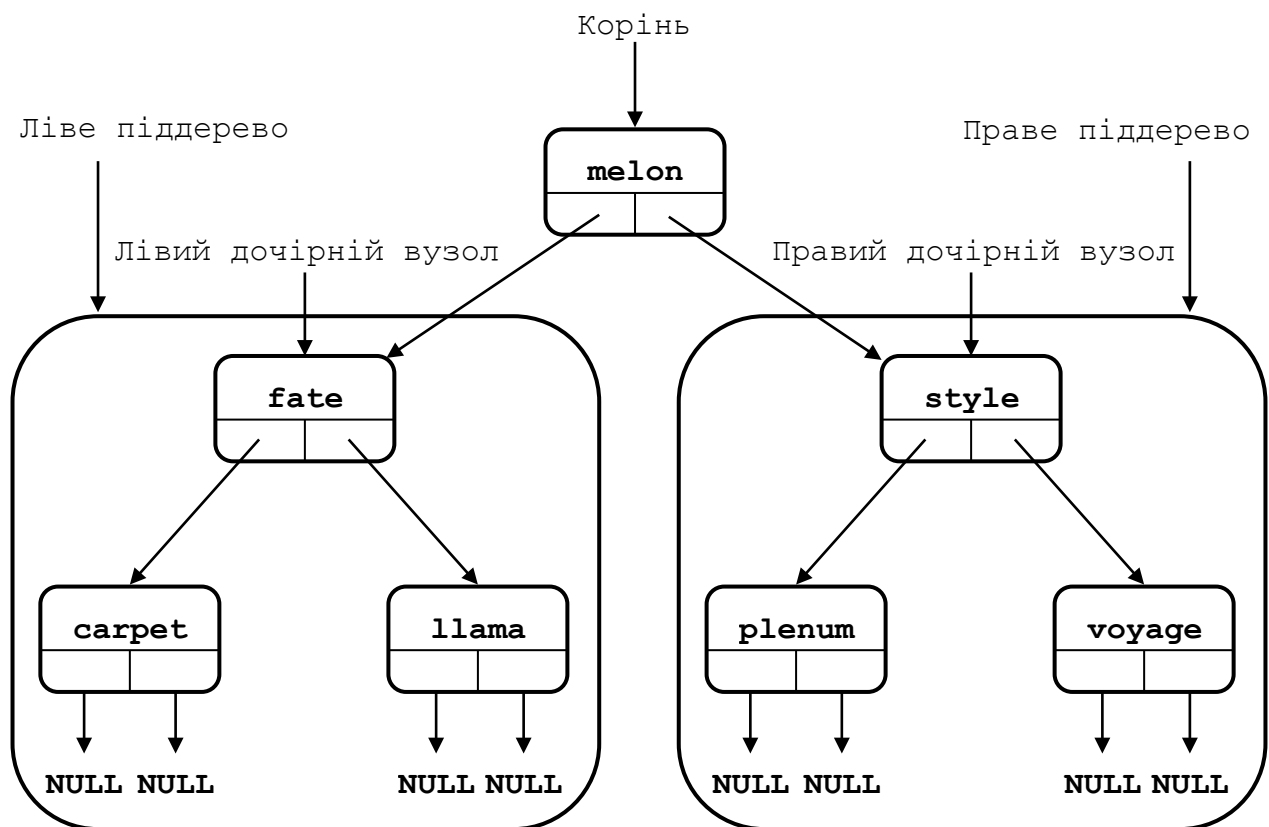 Корінь
Ліве піддерево
Праве піддерево
melon
Лівий дочірній вузол
Правий дочірній вузол
fate
style
carpet
llama
plenum
voyage
NULL NULL NULL NULL NULL NULL NULL NULL